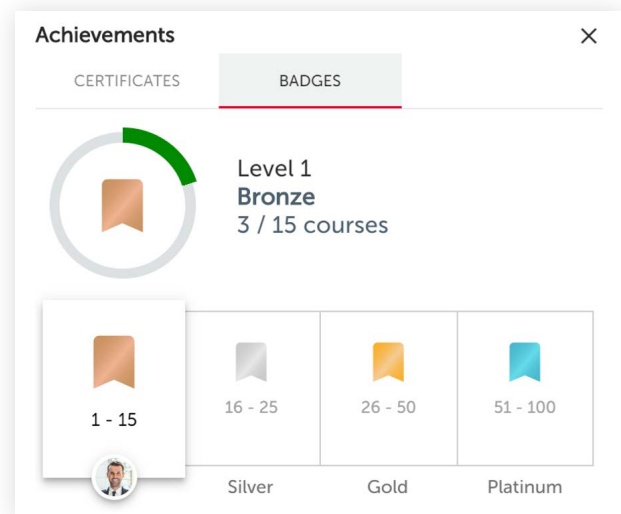 Achievements
CERTIFICATES BADGES
Level 1
Bronze
3 / 15 courses
1 - 15
16 - 25
26 - 50
51 - 100
Silver
Gold
Platinum